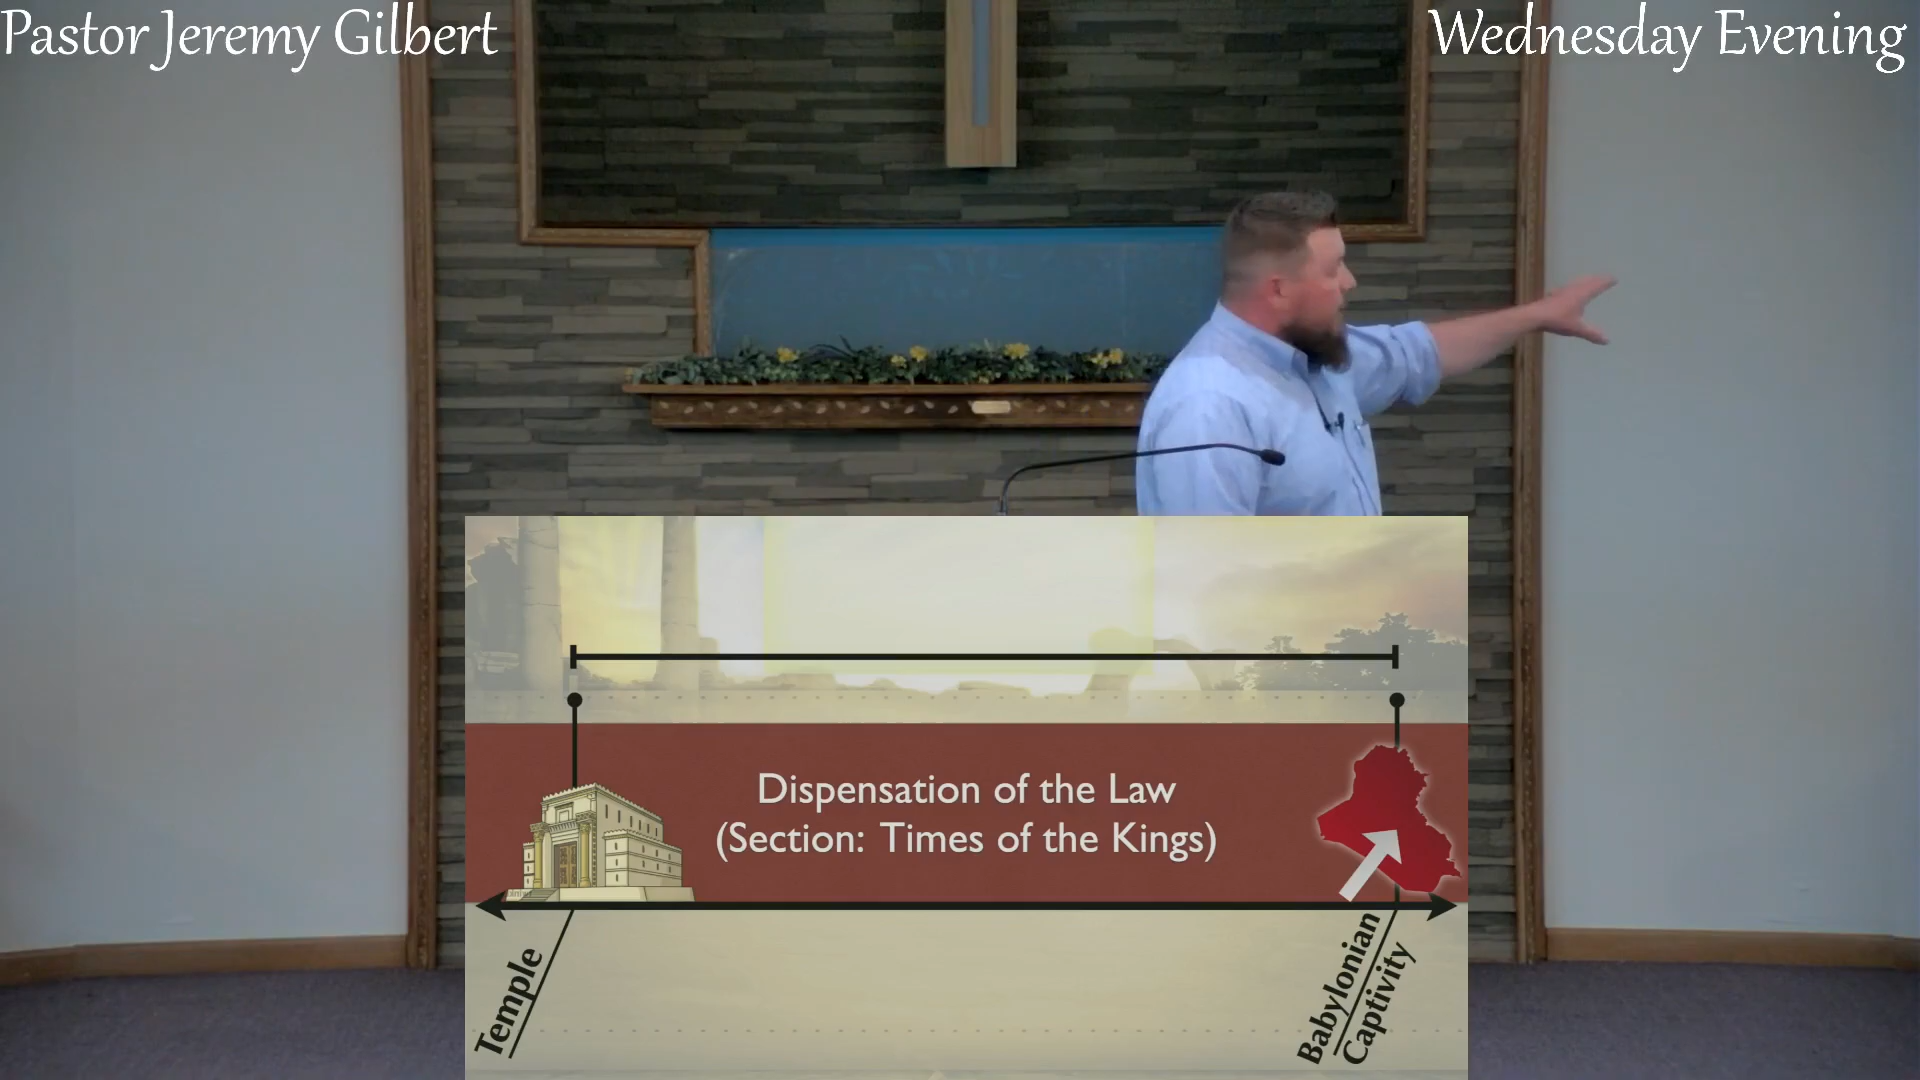 Pastor Jeremy Gilbert
Wednesday Evening
Dispensation of the Law
(Section: Times of the Kings)
Temple
Babylonian
Captivity